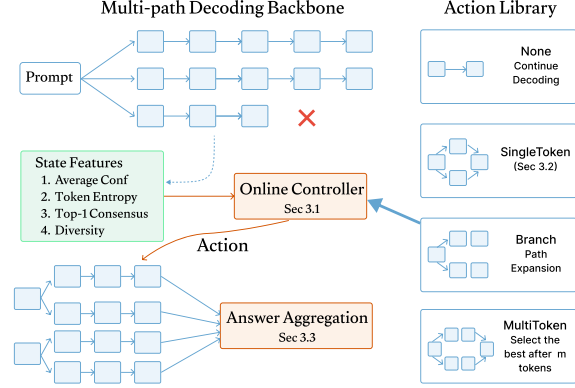 Multi-path Decoding Backbone
Action Library
Prompt
None
Continue
Decoding
State Features
1. Average Conf
2. Token Entropy
3. Top-1 Consensus
4. Diversity
Online Controller
Sec 3.1
SingleToken
(Sec 3.2)
Action
Branch
Path
Expansion
Answer Aggregation
Sec 3.3
MultiToken
Select the
best after m
tokens